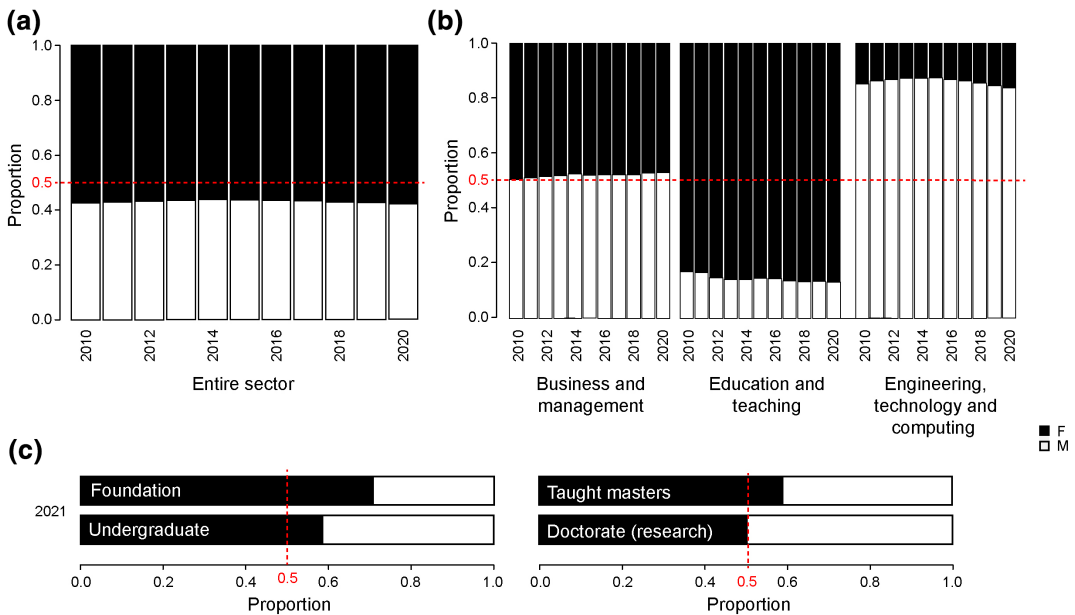 (a)
Proportion
1.0
0.8
0.6
0.5
0.4
0.2
0.0
2010
2012
2014
2016
2018
2020
Entire sector
(b)
Proportion
1.0
0.8
0.6
0.5
0.4
0.2
0.0
2010
2012
2014
2016
2018
2020
2010
2012
2014
2016
2018
2020
2010
2012
2014
2016
2018
2020
Business and
management
Education and
teaching
Engineering,
technology and
computing
F
M
(c)
2021
Foundation
Undergraduate
0.0
0.2
0.4
0.5
0.6
0.8
1.0
Proportion
Taught masters
Doctorate (research)
0.0
0.2
0.4
0.5
0.6
0.8
1.0
Proportion